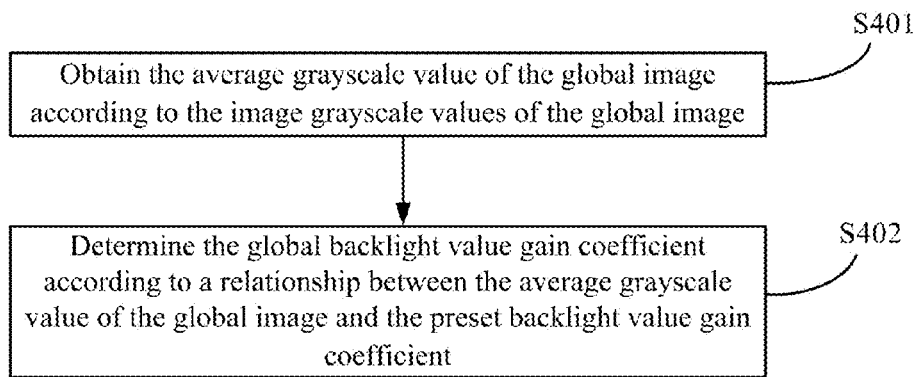 S401
Obtain the average grayscale value of the global image
according to the image grayscale values of the global image
S402
Determine the global backlight value gain coefficient
according to a relationship between the average grayscale
value of the global image and the preset backlight value gain
coefficient